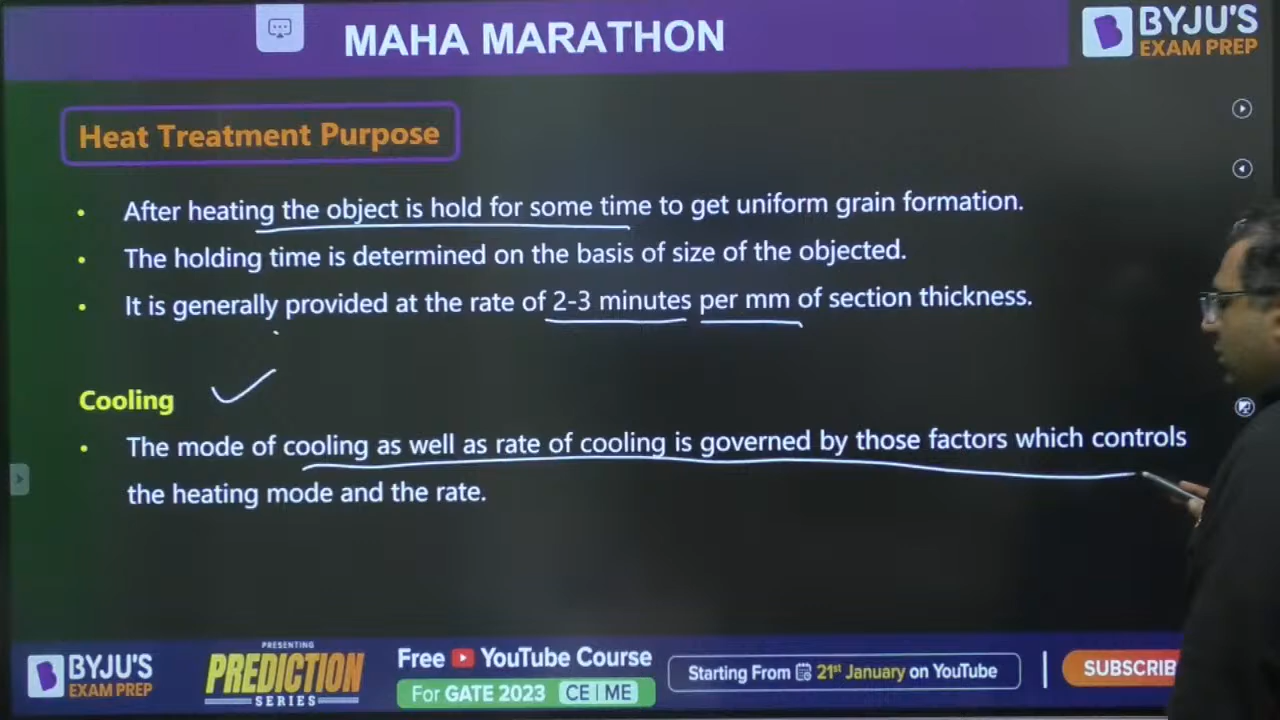 MAHA MARATHON
BYJU'S
EXAM PREP
Heat Treatment Purpose
• After heating the object is hold for some time to get uniform grain formation.
• The holding time is determined on the basis of size of the objected.
• It is generally provided at the rate of 2-3 minutes per mm of section thickness.
Cooling
• The mode of cooling as well as rate of cooling is governed by those factors which controls
the heating mode and the rate.
BYJU'S
EXAM PREP
PRESENTING
PREDICTION
SERIES
Free YouTube Course
For GATE 2023 CE | ME
Starting From 21st January on YouTube
SUBSCRIB